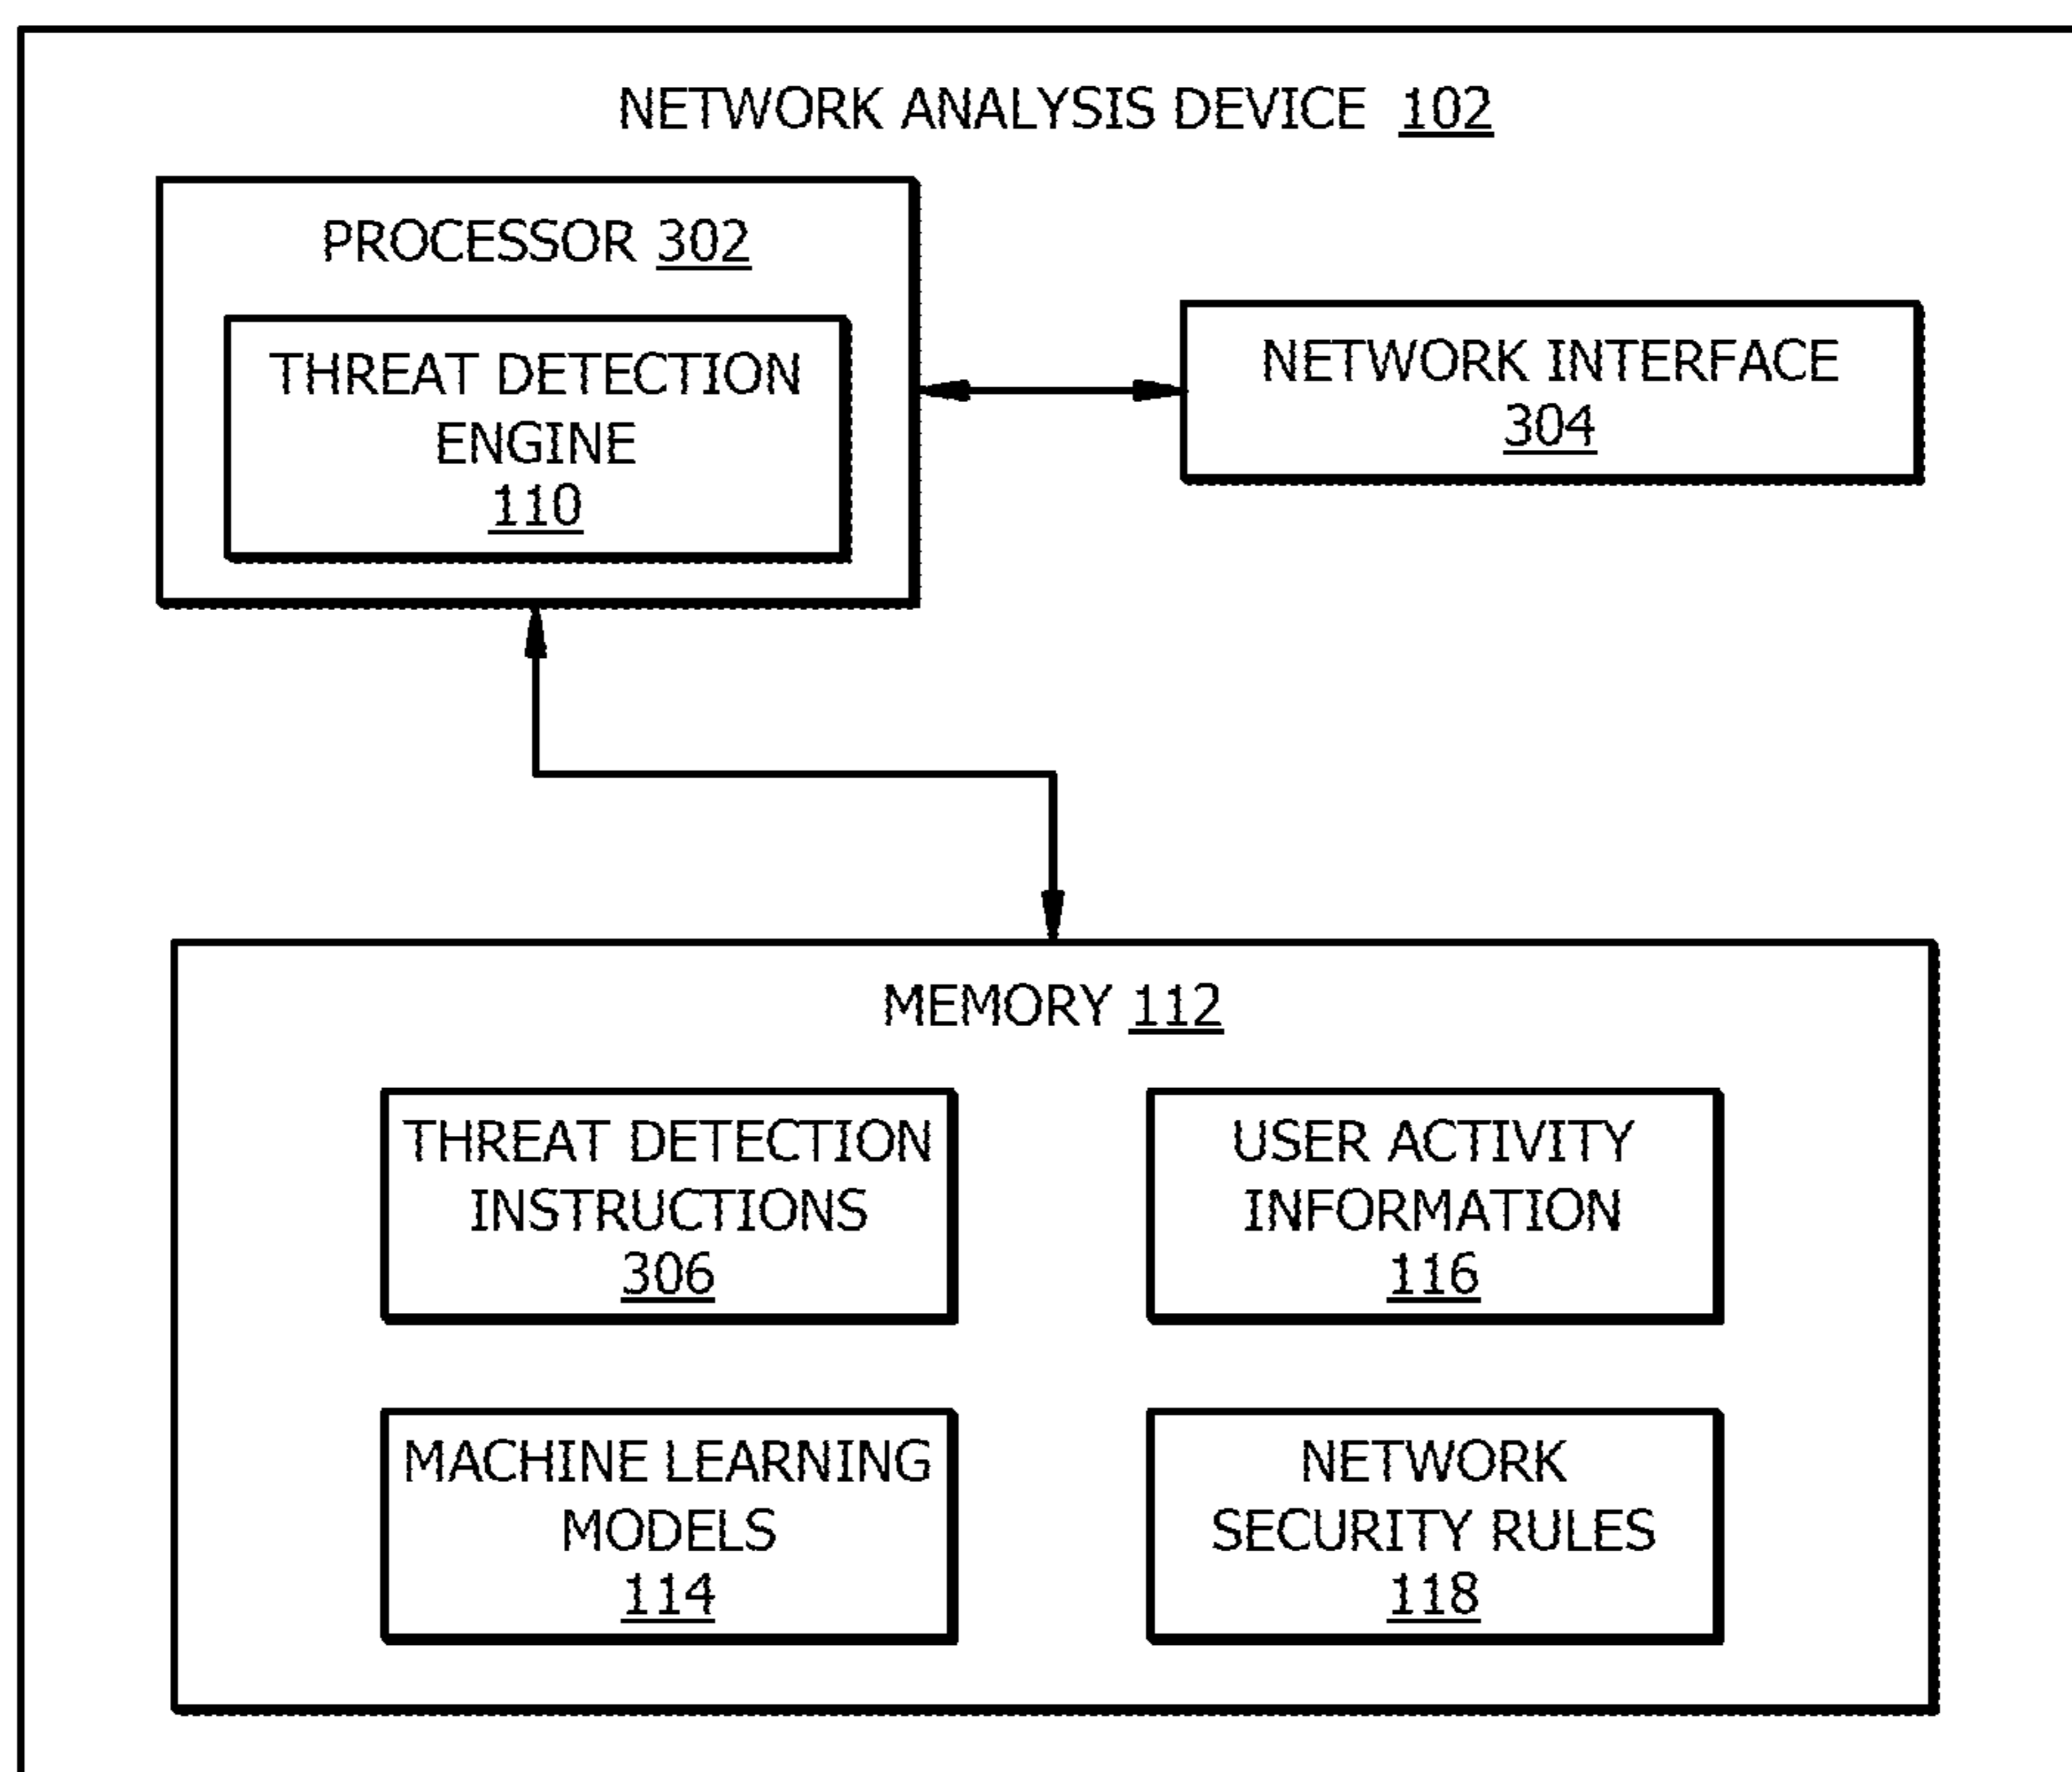 NETWORK ANALYSIS DEVICE 102
PROCESSOR 302
THREAT DETECTION
ENGINE
110
NETWORK INTERFACE
304
MEMORY 112
THREAT DETECTION
INSTRUCTIONS
306
USER ACTIVITY
INFORMATION
116
MACHINE LEARNING
MODELS
114
NETWORK
SECURITY RULES
118